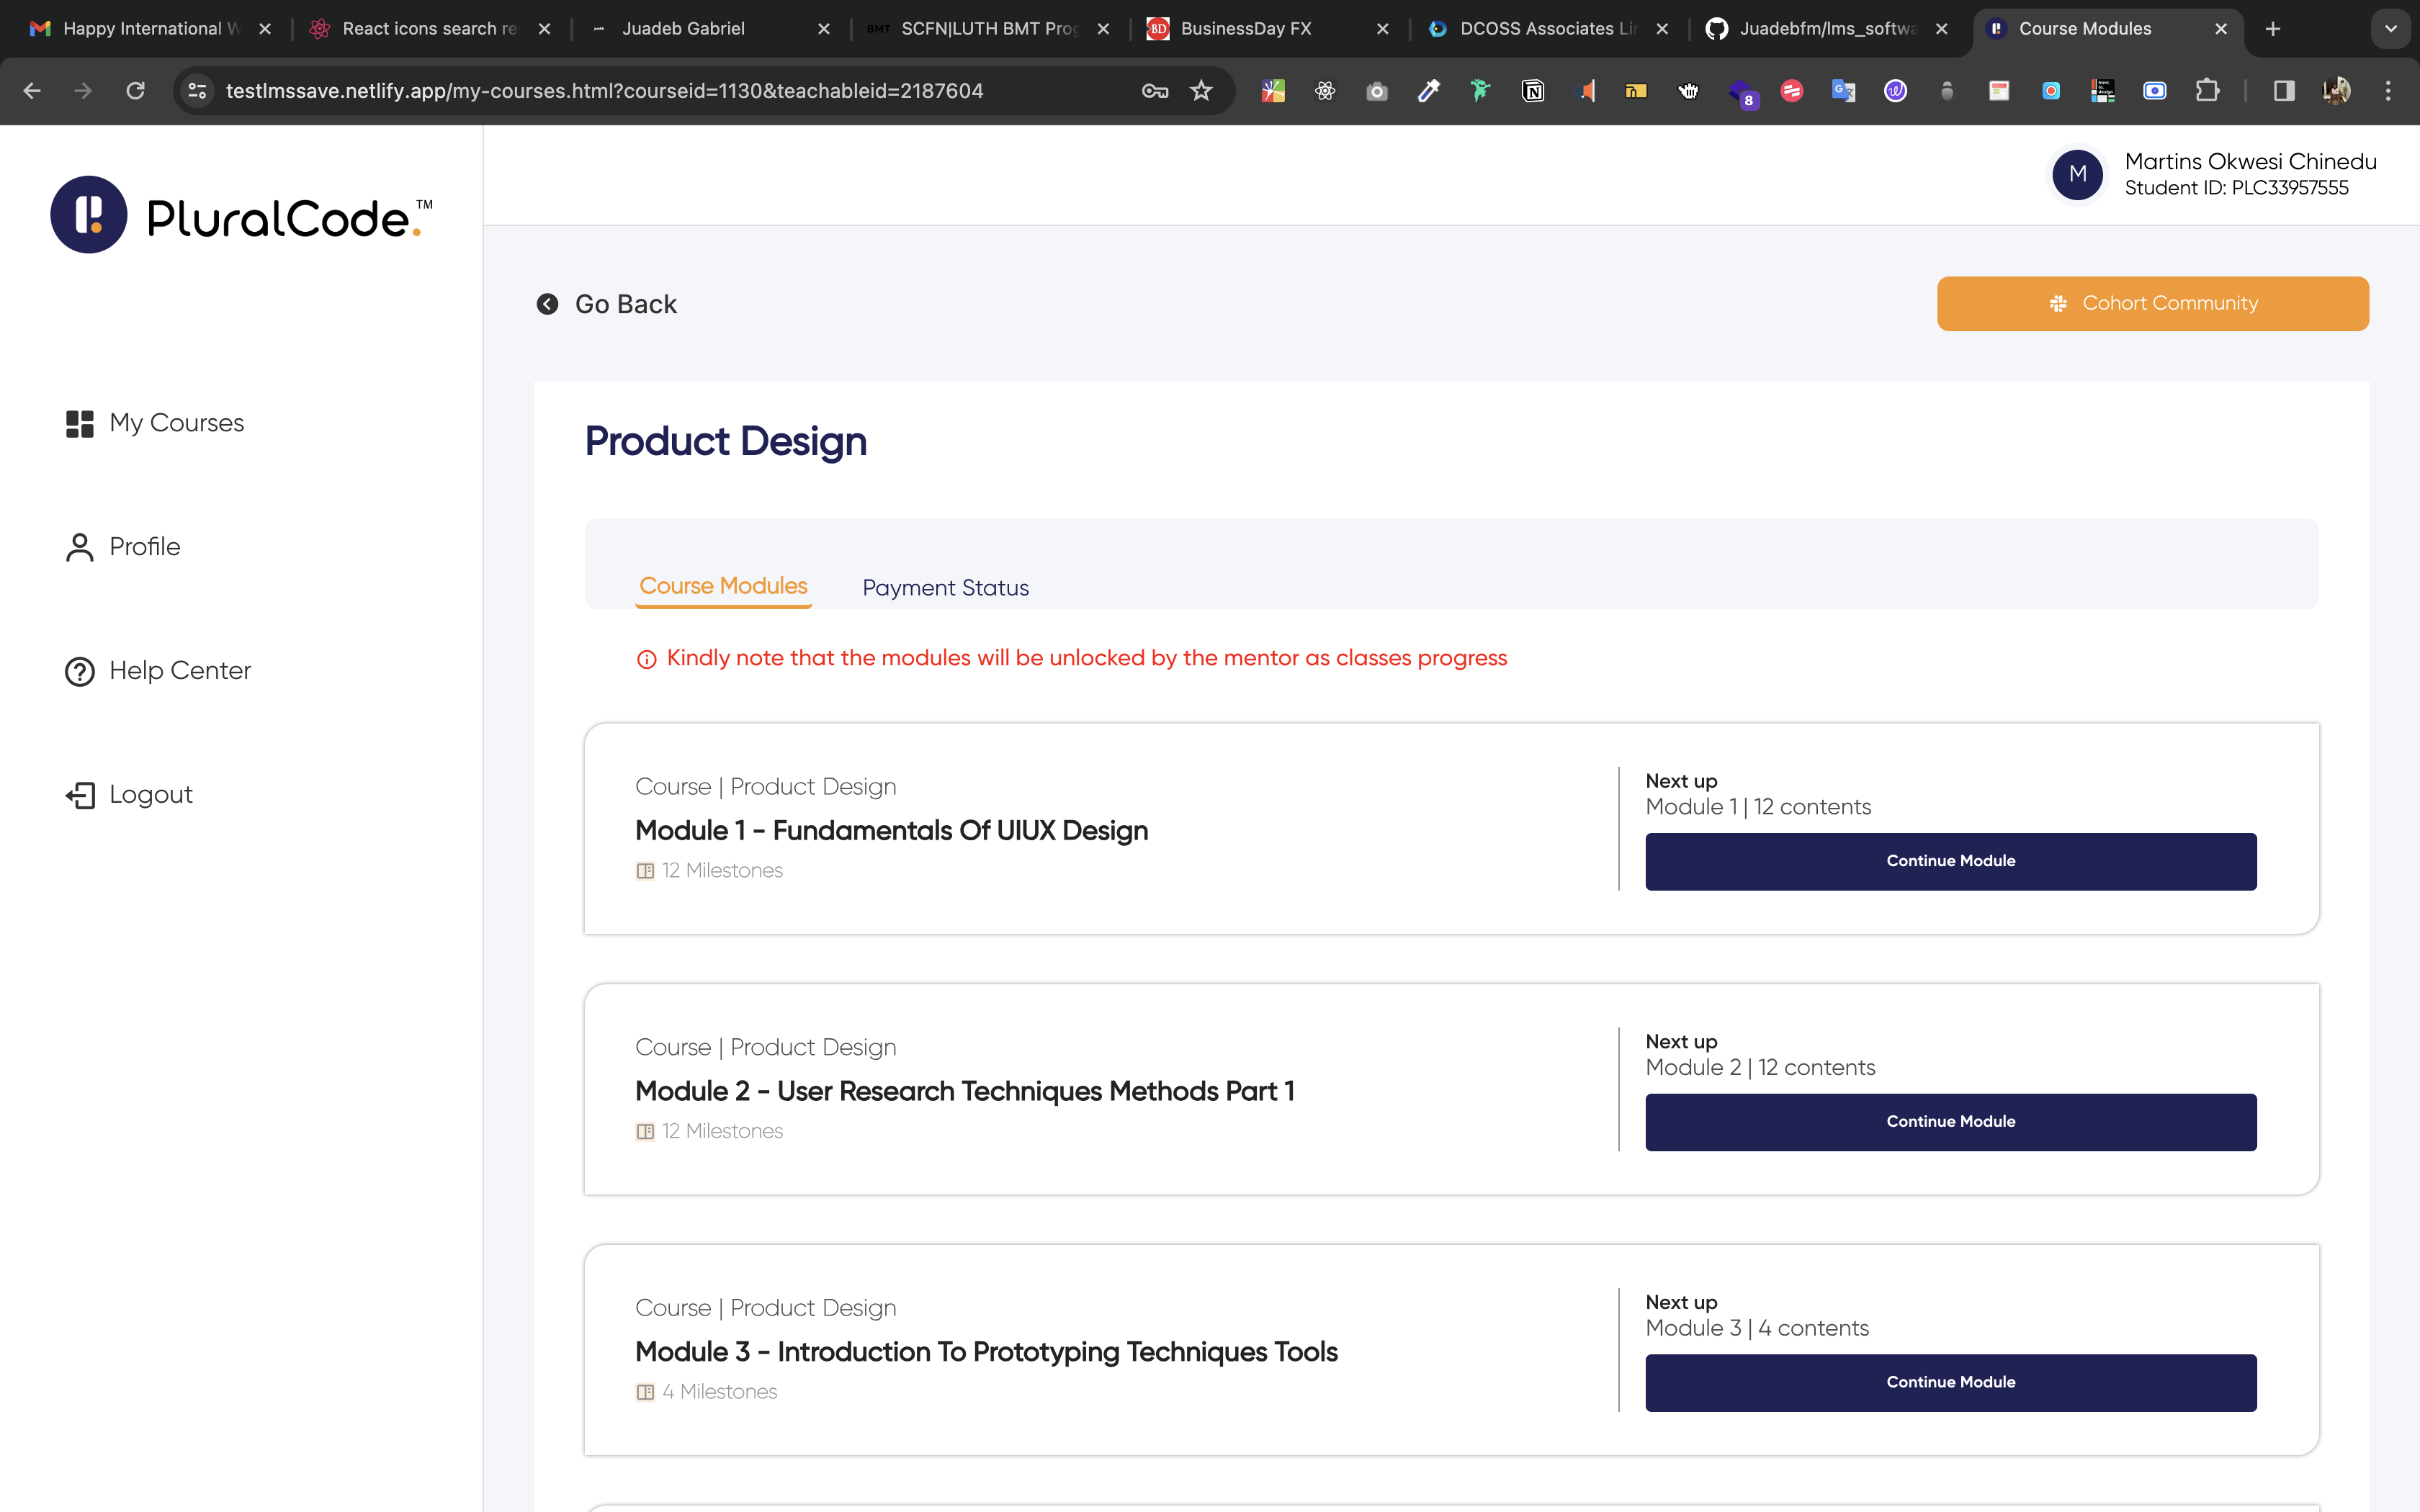 Happy International W
React icons search re
Juadeb Gabriel
BMT SCFN|LUTH BMT Prog
BD BusinessDay FX
DCOSS Associates Lim
Juadebfm/lms_softwa
Course Modules
testlmssave.netlify.app/my-courses.html?courseid=1130&teachableid=2187604
8
PluralCode.™
M
Martins Okwesi Chinedu
Student ID: PLC33957555
My Courses
Profile
Help Center
Logout
Go Back
Cohort Community
Product Design
Course Modules
Payment Status
Kindly note that the modules will be unlocked by the mentor as classes progress
Course | Product Design
Module 1 - Fundamentals Of UIUX Design
12 Milestones
Next up
Module 1 | 12 contents
Continue Module
Course | Product Design
Module 2 - User Research Techniques Methods Part 1
12 Milestones
Next up
Module 2 | 12 contents
Continue Module
Course | Product Design
Module 3 - Introduction To Prototyping Techniques Tools
4 Milestones
Next up
Module 3 | 4 contents
Continue Module